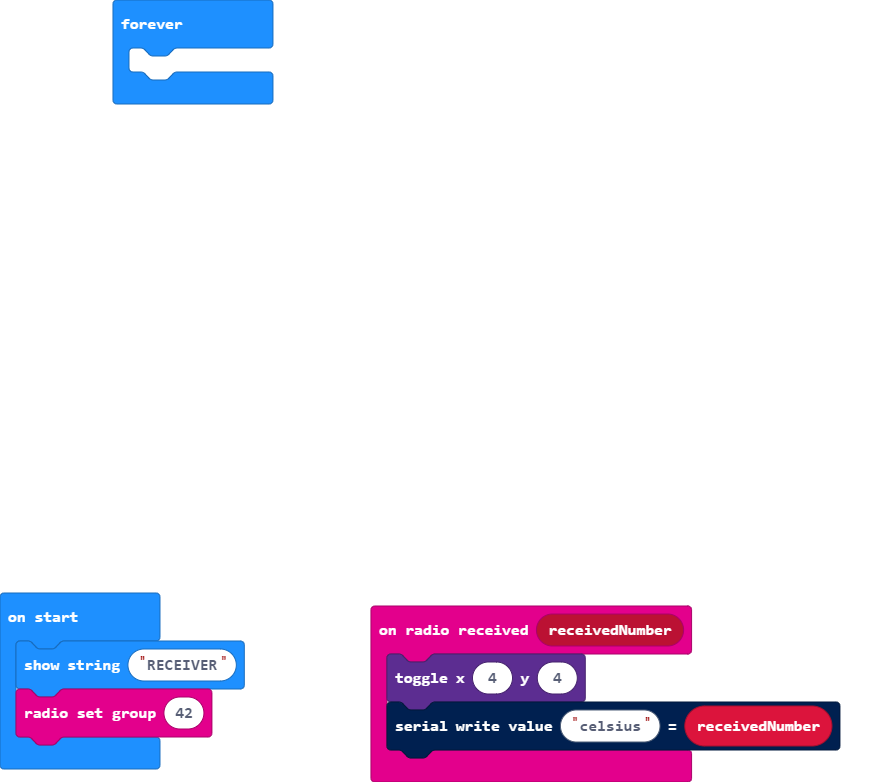 forever
on start
show string "RECEIVER"
radio set group 42
on radio received receivedNumber
toggle x 4 y 4
serial write value "celsius" = receivedNumber